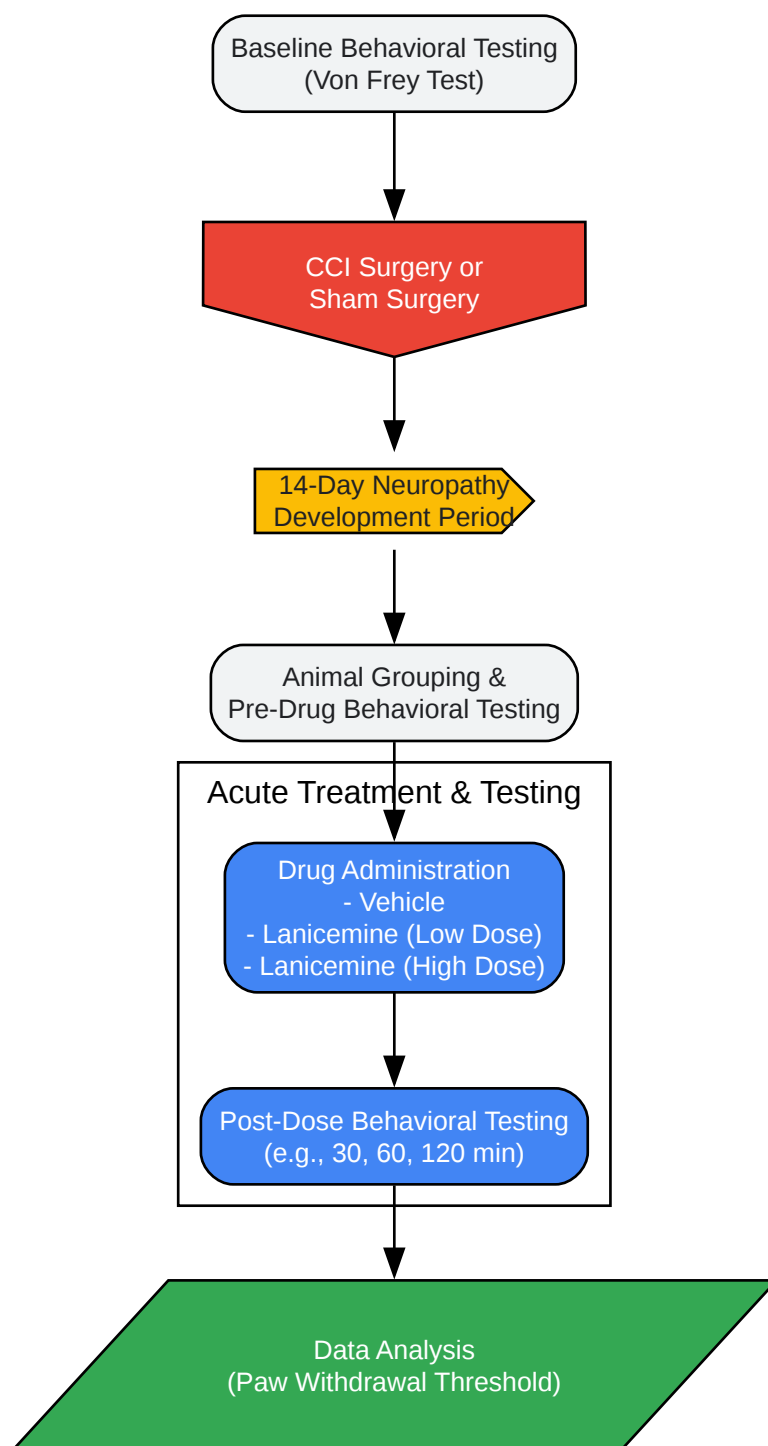 Baseline Behavioral Testing
(Von Frey Test)
CCI Surgery or
Sham Surgery
14-Day Neuropathy
Development Period
Animal Grouping &
Pre-Drug Behavioral Testing
Acute Treatment & Testing
Drug Administration
- Vehicle
- Lanicemine (Low Dose)
- Lanicemine (High Dose)
Post-Dose Behavioral Testing
(e.g., 30, 60, 120 min)
Data Analysis
(Paw Withdrawal Threshold)